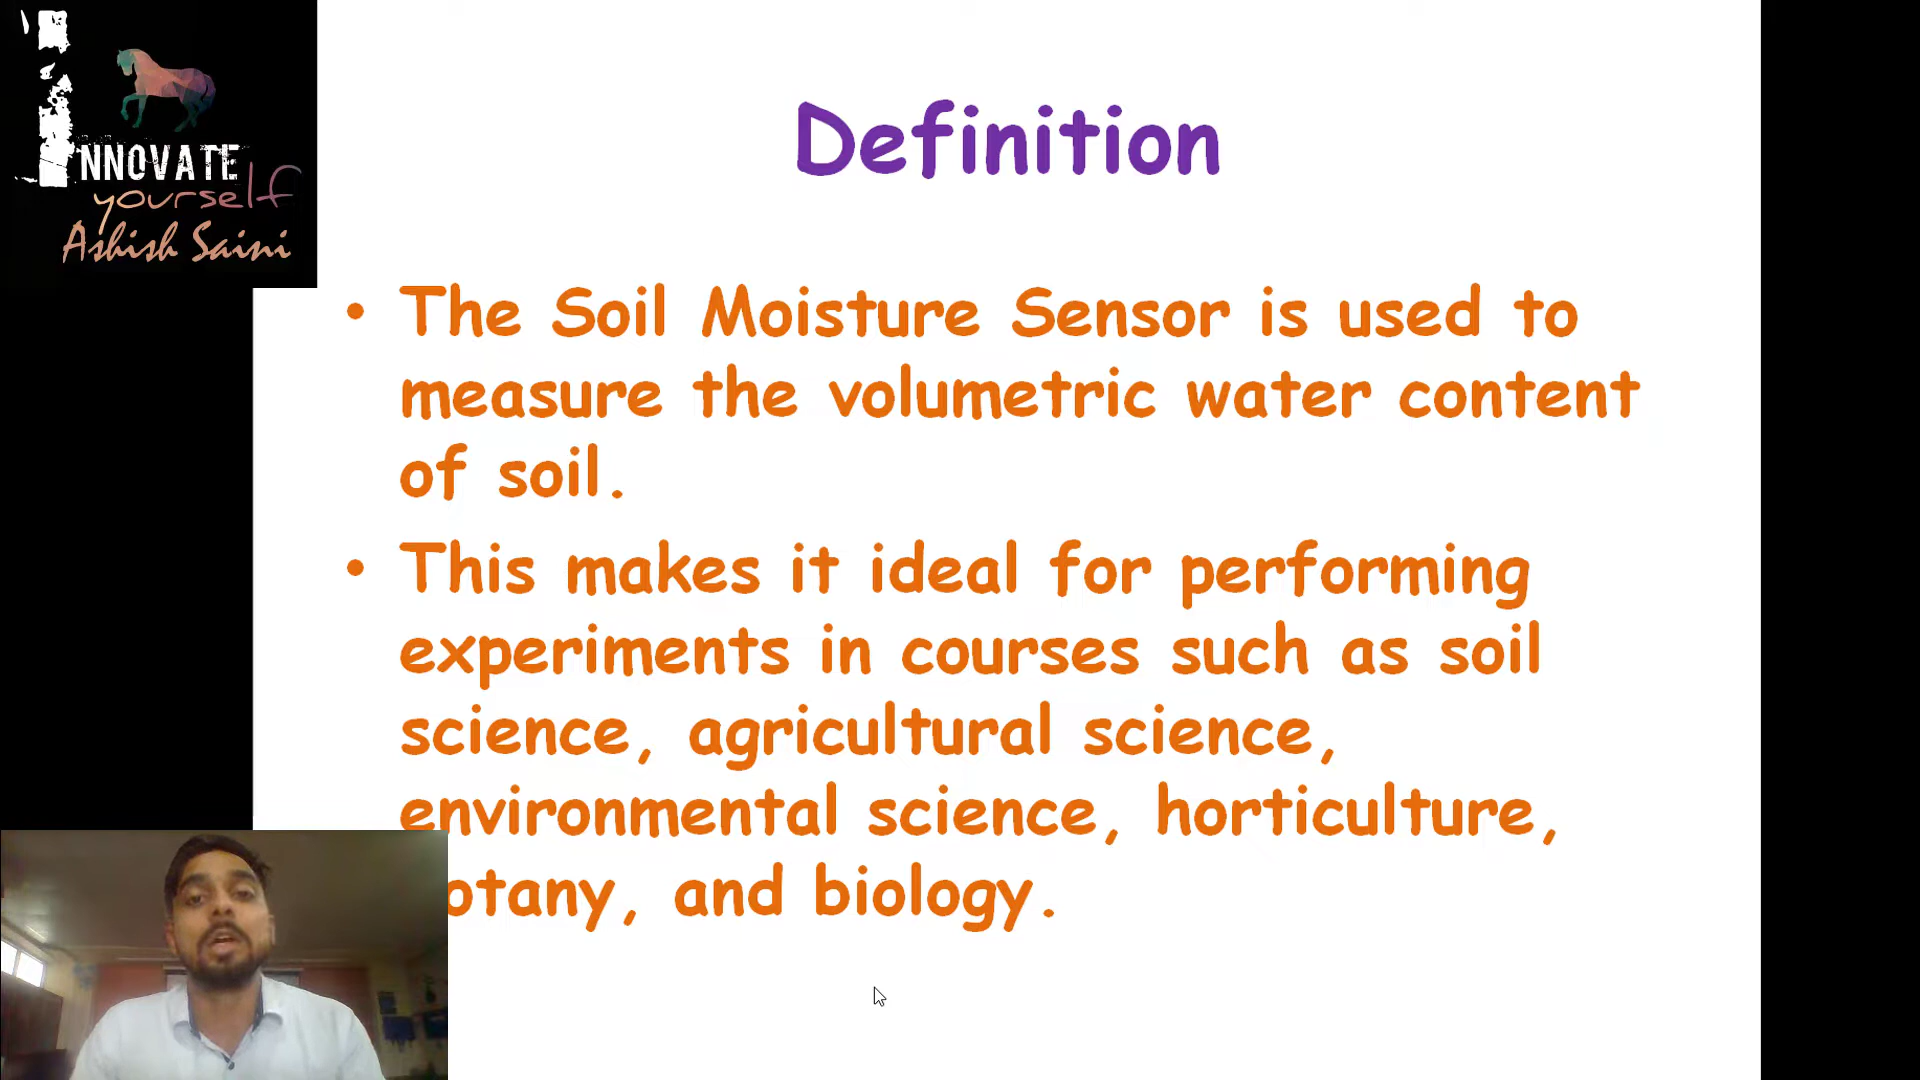 INNOVATE
yourself
Ashish Saini
Definition
• The Soil Moisture Sensor is used to
measure the volumetric water content
of soil.
• This makes it ideal for performing
experiments in courses such as soil
science, agricultural science,
environmental science, horticulture,
otany, and biology.